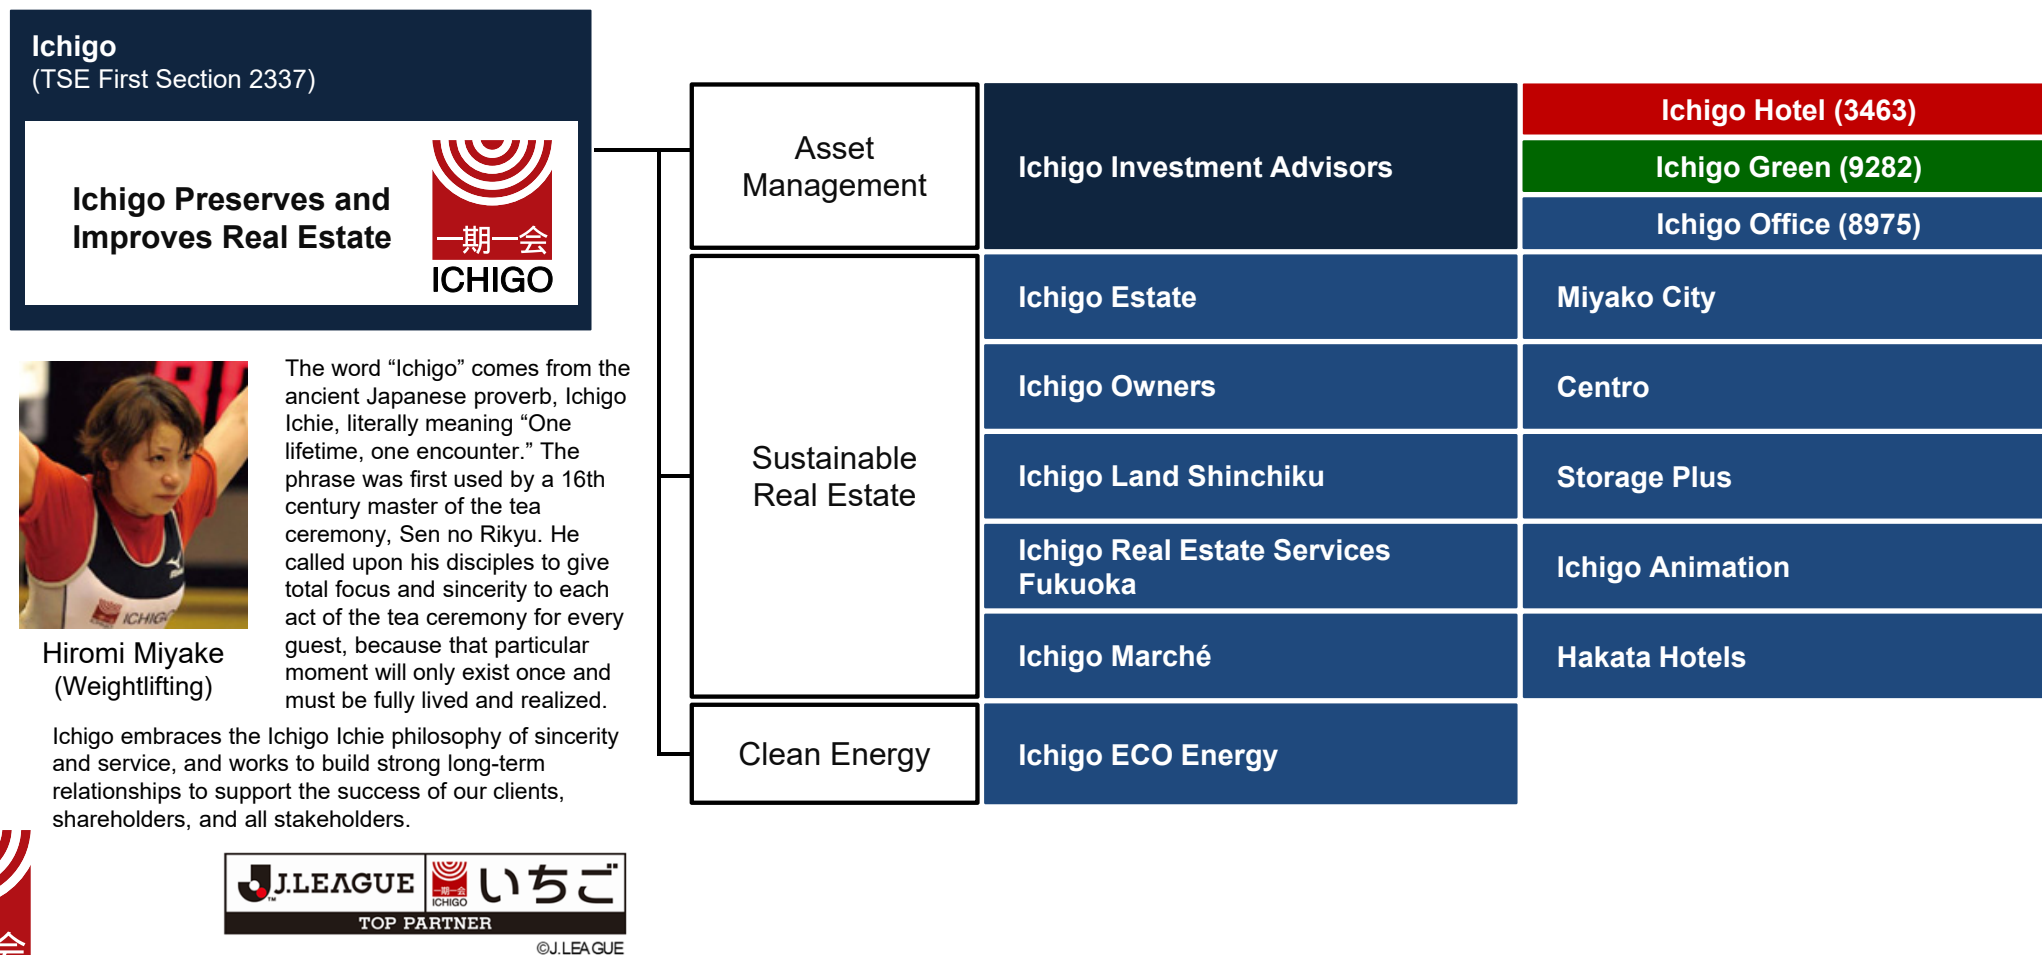 Ichigo
(TSE First Section 2337)
Ichigo Preserves and
Improves Real Estate
一期一会
ICHIGO
Asset
Management
Ichigo Investment Advisors
Ichigo Hotel (3463)
Ichigo Green (9282)
Ichigo Office (8975)
Sustainable
Real Estate
Ichigo Estate
Miyako City
Ichigo Owners
Centro
Ichigo Land Shinchiku
Storage Plus
Ichigo Real Estate Services
Fukuoka
Ichigo Animation
Ichigo Marché
Hakata Hotels
Clean Energy
Ichigo ECO Energy
ICHIGO
Hiromi Miyake
(Weightlifting)
The word “Ichigo” comes from the
ancient Japanese proverb, Ichigo
Ichie, literally meaning “One
lifetime, one encounter.” The
phrase was first used by a 16th
century master of the tea
ceremony, Sen no Rikyu. He
called upon his disciples to give
total focus and sincerity to each
act of the tea ceremony for every
guest, because that particular
moment will only exist once and
must be fully lived and realized.
Ichigo embraces the Ichigo Ichie philosophy of sincerity
and service, and works to build strong long-term
relationships to support the success of our clients,
shareholders, and all stakeholders.
会
J.LEAGUE
TM
一期一会
ICHIGO
いちご
TOP PARTNER
©J.LEAGUE